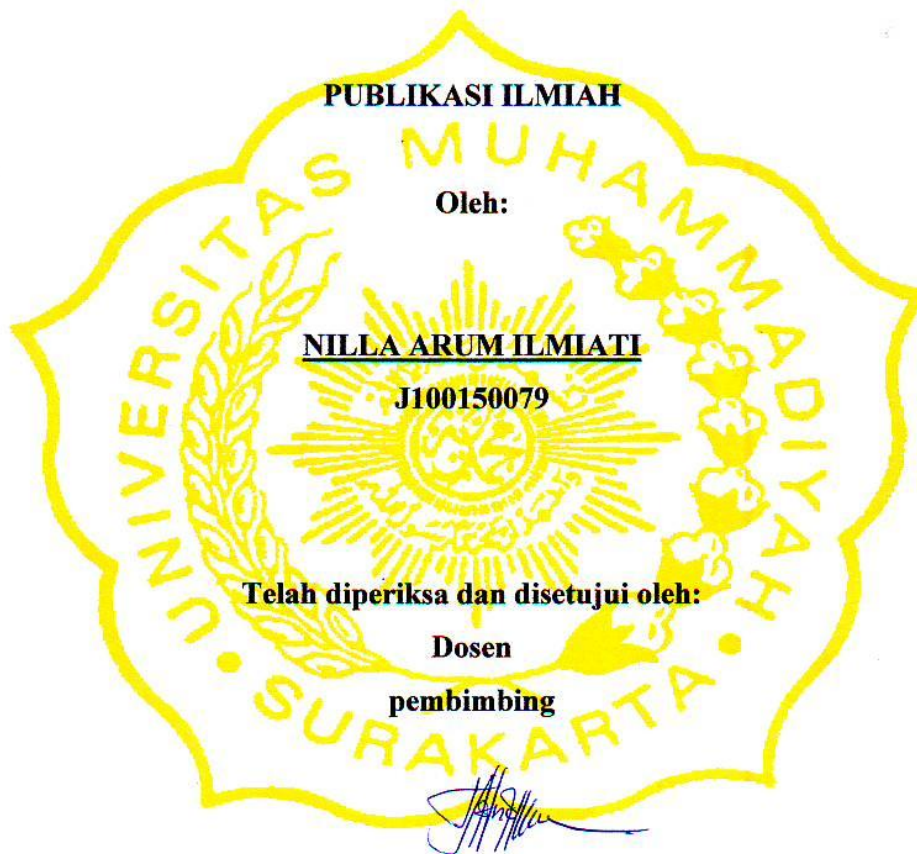 PUBLIKASI ILMIAH
Oleh:
NILLA ARUM ILMIATI
J100150079
Telah diperiksa dan disetujui oleh:
Dosen
pembimbing
UNIVERSITAS MUHAMMADIYAH
SURAKARTA